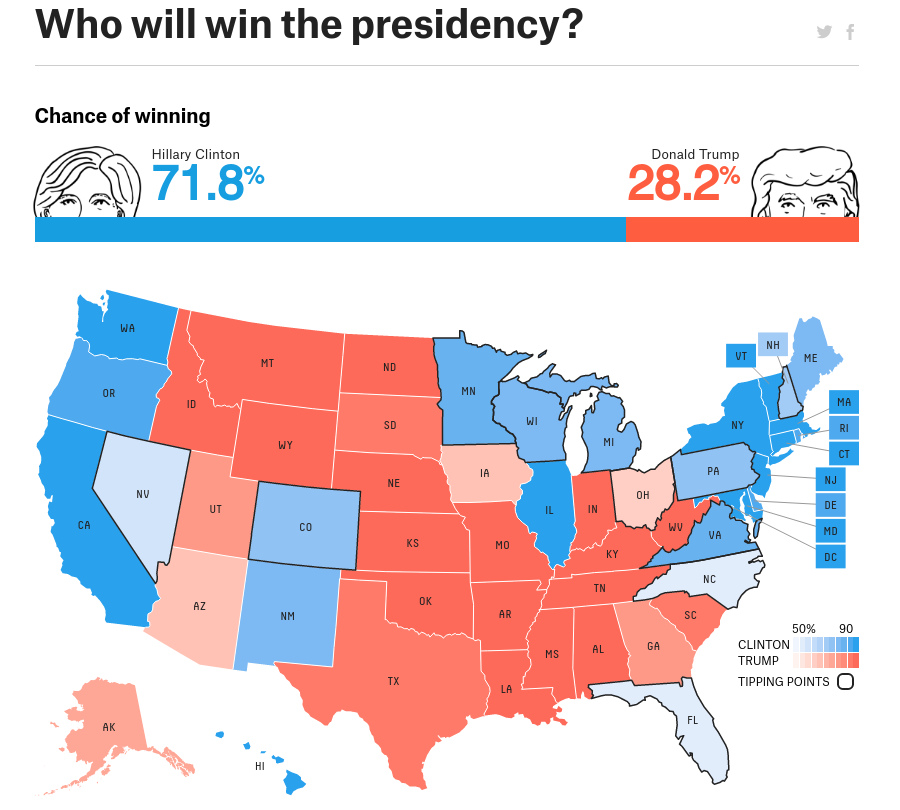 Who will win the presidency?
Chance of winning
Hillary Clinton
Donald Trump
71.8%
28.2%
WA
MT
ND
MN
VT
NH
ME
OR
ID
SD
WI
MI
NY
MA
RI
CT
WY
IA
PA
NJ
NV
UT
NE
IL
IN
OH
DE
CA
CO
KS
MO
KY
WV
VA
MD
DC
AZ
NM
OK
AR
TN
NC
SC
TX
LA
MS
AL
GA
FL
50% 90
CLINTON
TRUMP
TIPPING POINTS
AK
HI